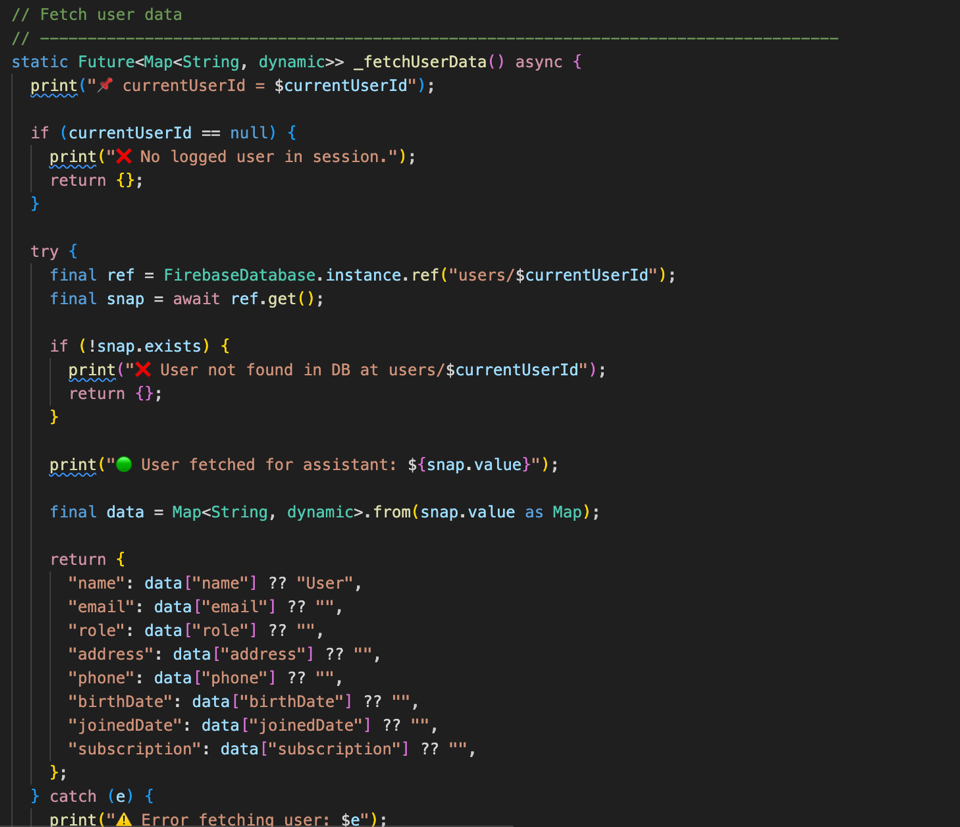 // Fetch user data
// ------------------------------------------------------------------------------------
static Future<Map<String, dynamic>> _fetchUserData() async {
print("📌 currentUserId = $currentUserId");
if (currentUserId == null) {
print("❌ No logged user in session.");
return {};
}
try {
final ref = FirebaseDatabase.instance.ref("users/$currentUserId");
final snap = await ref.get();
if (!snap.exists) {
print("❌ User not found in DB at users/$currentUserId");
return {};
}
print("🟢 User fetched for assistant: ${snap.value}");
final data = Map<String, dynamic>.from(snap.value as Map);
return {
"name": data["name"] ?? "User",
"email": data["email"] ?? "",
"role": data["role"] ?? "",
"address": data["address"] ?? "",
"phone": data["phone"] ?? "",
"birthDate": data["birthDate"] ?? "",
"joinedDate": data["joinedDate"] ?? "",
"subscription": data["subscription"] ?? "",
};
} catch (e) {
print("⚠️ Error fetching user: $e");